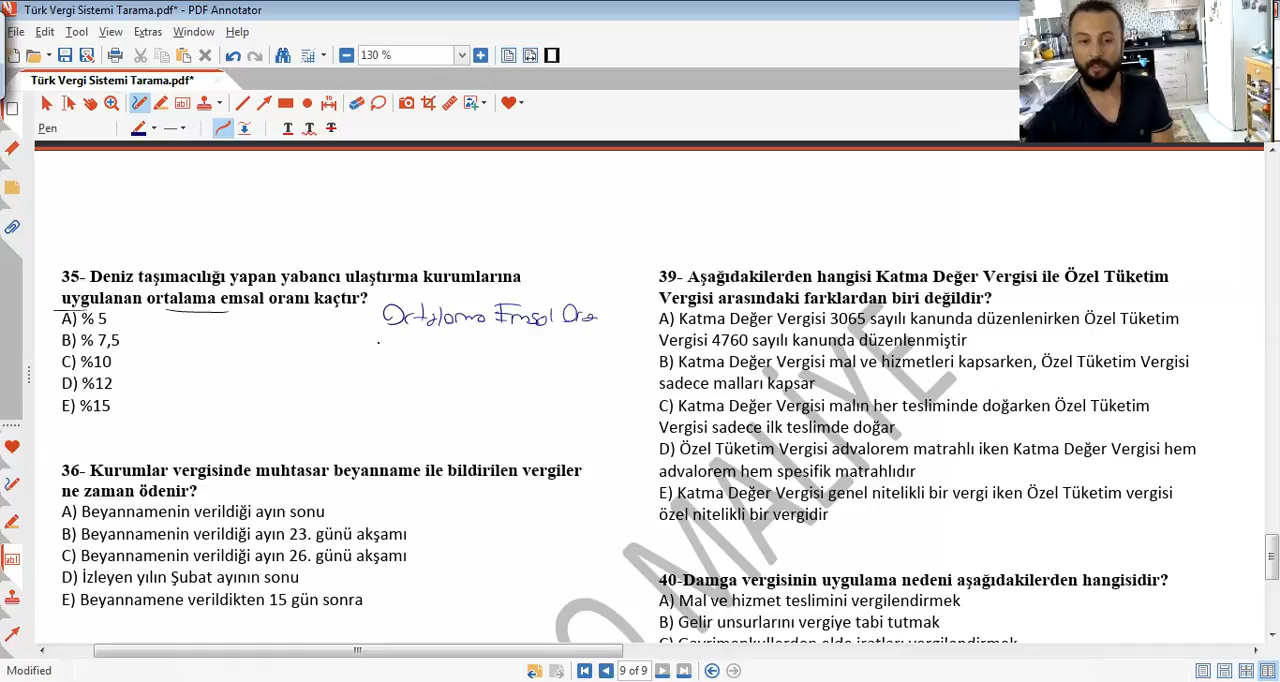 Türk Vergi Sistemi Tarama.pdf* - PDF Annotator
File Edit Tool View Extras Window Help
130 %
Türk Vergi Sistemi Tarama.pdf*
Pen
35- Deniz taşımacılığı yapan yabancı ulaştırma kurumlarına
uygulanan ortalama emsal oranı kaçtır?
Ortalama Emsal Ora
A) % 5
B) % 7,5
C) %10
D) %12
E) %15
36- Kurumlar vergisinde muhtasar beyanname ile bildirilen vergiler
ne zaman ödenir?
A) Beyannamenin verildiği ayın sonu
B) Beyannamenin verildiği ayın 23. günü akşamı
C) Beyannamenin verildiği ayın 26. günü akşamı
D) İzleyen yılın Şubat ayının sonu
E) Beyannamene verildikten 15 gün sonra
39- Aşağıdakilerden hangisi Katma Değer Vergisi ile Özel Tüketim
Vergisi arasındaki farklardan biri değildir?
A) Katma Değer Vergisi 3065 sayılı kanunda düzenlenirken Özel Tüketim
Vergisi 4760 sayılı kanunda düzenlenmiştir
B) Katma Değer Vergisi mal ve hizmetleri kapsarken, Özel Tüketim Vergisi
sadece malları kapsar
C) Katma Değer Vergisi malın her tesliminde doğarken Özel Tüketim
Vergisi sadece ilk teslimde doğar
D) Özel Tüketim Vergisi advalorem matrahlı iken Katma Değer Vergisi hem
advalorem hem spesifik matrahlıdır
E) Katma Değer Vergisi genel nitelikli bir vergi iken Özel Tüketim vergisi
özel nitelikli bir vergidir
40-Damga vergisinin uygulama nedeni aşağıdakilerden hangisidir?
A) Mal ve hizmet teslimini vergilendirmek
B) Gelir unsurlarını vergiye tabi tutmak
C) Gayrimenkullerden elde iratları vergilendirmek
O MALİYE
Modified
9 of 9